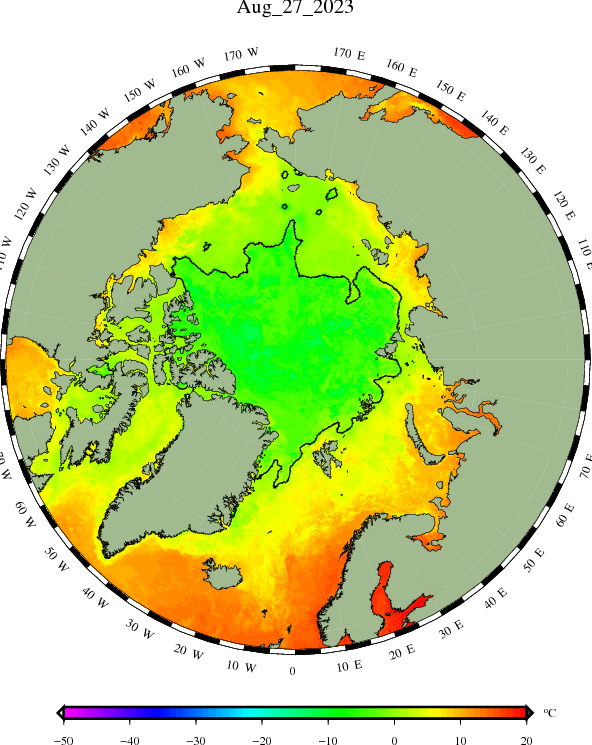 Aug_27_2023
170 W
170 E
160 W
160 E
150 W
150 E
140 W
140 E
130 W
130 E
120 W
120 E
110 E
70 E
60 W
60 E
50 W
50 E
40 W
40 E
30 W
30 E
20 W
20 E
10 W
10 E
0
°C
−50 −40 −30 −20 −10 0 10 20